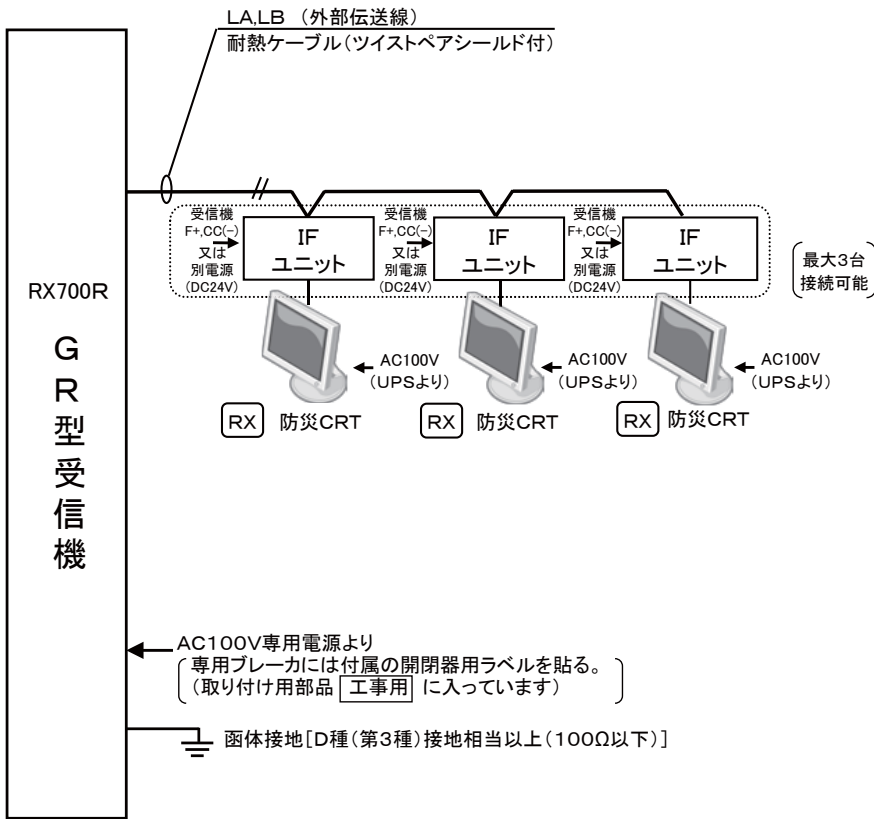 LA,LB （外部伝送線）
耐熱ケーブル（ツイストペアシールド付）
受信機
F+,CC(−)
又は
別電源
(DC24V)
IF
ユニット
受信機
F+,CC(−)
又は
別電源
(DC24V)
IF
ユニット
受信機
F+,CC(−)
又は
別電源
(DC24V)
IF
ユニット
最大3台
接続可能
RX700R
GR型受信機
AC100V
（UPSより）
AC100V
（UPSより）
AC100V
（UPSより）
RX 防災CRT
RX 防災CRT
RX 防災CRT
AC100V専用電源より
専用ブレーカには付属の開閉器用ラベルを貼る。
（取り付け用部品 工事用 に入っています）
函体接地[D種（第3種）接地相当以上（100Ω以下）]